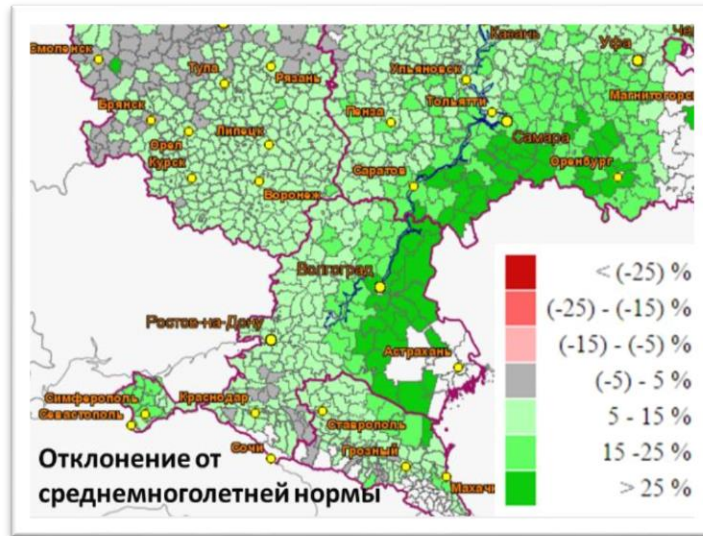 Казань
Уфа
Смоленск
Тула
Рязань
Ульяновск
Тольятти
Магнитогорс
Брянск
Пенза
Самара
Орел
Липецк
Курск
Оренбург
Саратов
Воронеж
Волгоград
Ростов-на-Дону
Астрахань
Симферополь
Севастополь
Краснодар
Ставрополь
Сочи
Грозный
Махачк
Отклонение от
среднемноголетней нормы
< (-25) %
(-25) - (-15) %
(-15) - (-5) %
(-5) - 5 %
5 - 15 %
15 -25 %
> 25 %